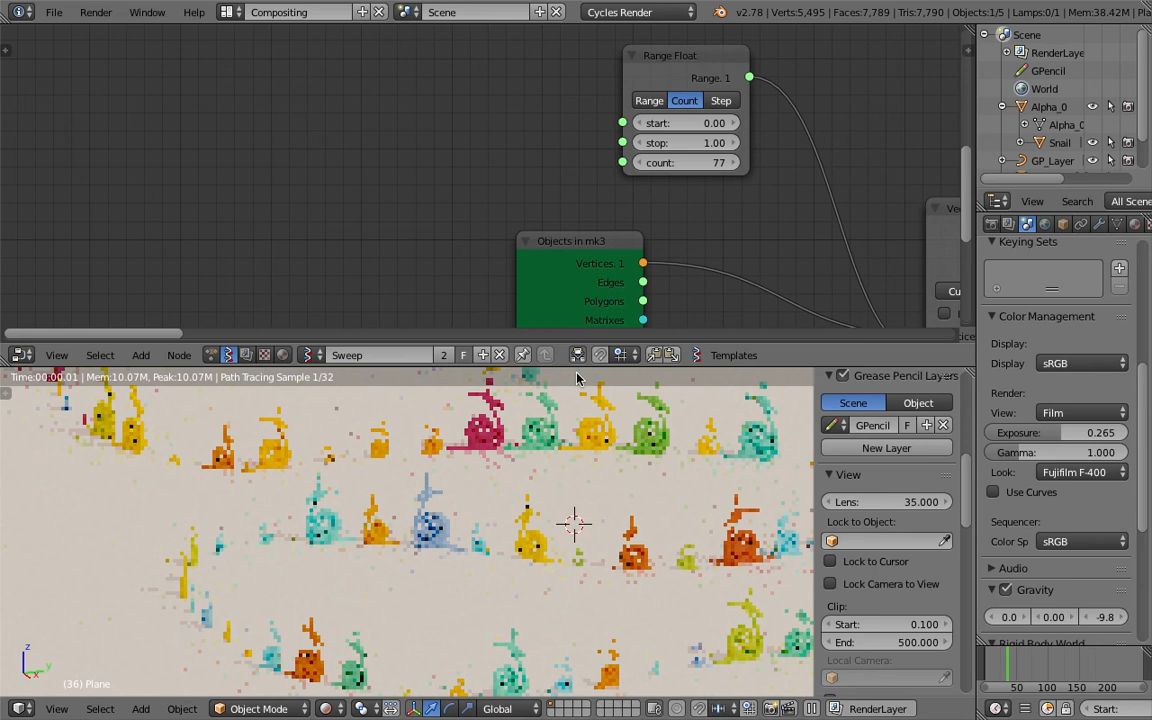 File Render Window Help Compositing Scene Cycles Render v2.78 | Verts:5,495 | Faces:7,789 | Tris:7,790 | Objects:1/5 | Lamps:0/1 | Mem:38.42M | Pla
Range Float
Range. 1
Range Count Step
start: 0.00
stop: 1.00
count: 77
Objects in mk3
Vertices. 1
Edges
Polygons
Matrixes
Vec
Cu
View Select Add Node Sweep 2 F Templates
Time:00:00.01 | Mem:10.07M, Peak:10.07M | Path Tracing Sample 1/32
(36) Plane
z
y
x
View Select Add Object Object Mode Global RenderLayer
Grease Pencil Layers
Scene Object
GPencil F
New Layer
View
Lens: 35.000
Lock to Object:
Lock to Cursor
Lock Camera to View
Clip:
Start: 0.100
End: 500.000
Local Camera:
Scene
RenderLaye
GPencil
World
Alpha_0
Alpha_0
Snail
GP_Layer
View Search All Scene
Keying Sets
Color Management
Display:
Display sRGB
Render:
View: Film
Exposure: 0.265
Gamma: 1.000
Look: Fujifilm F-400
Use Curves
Sequencer:
Color Sp sRGB
Audio
Gravity
0.0 0.00 -9.8
Rigid Body World
50 100 150 200
Start: